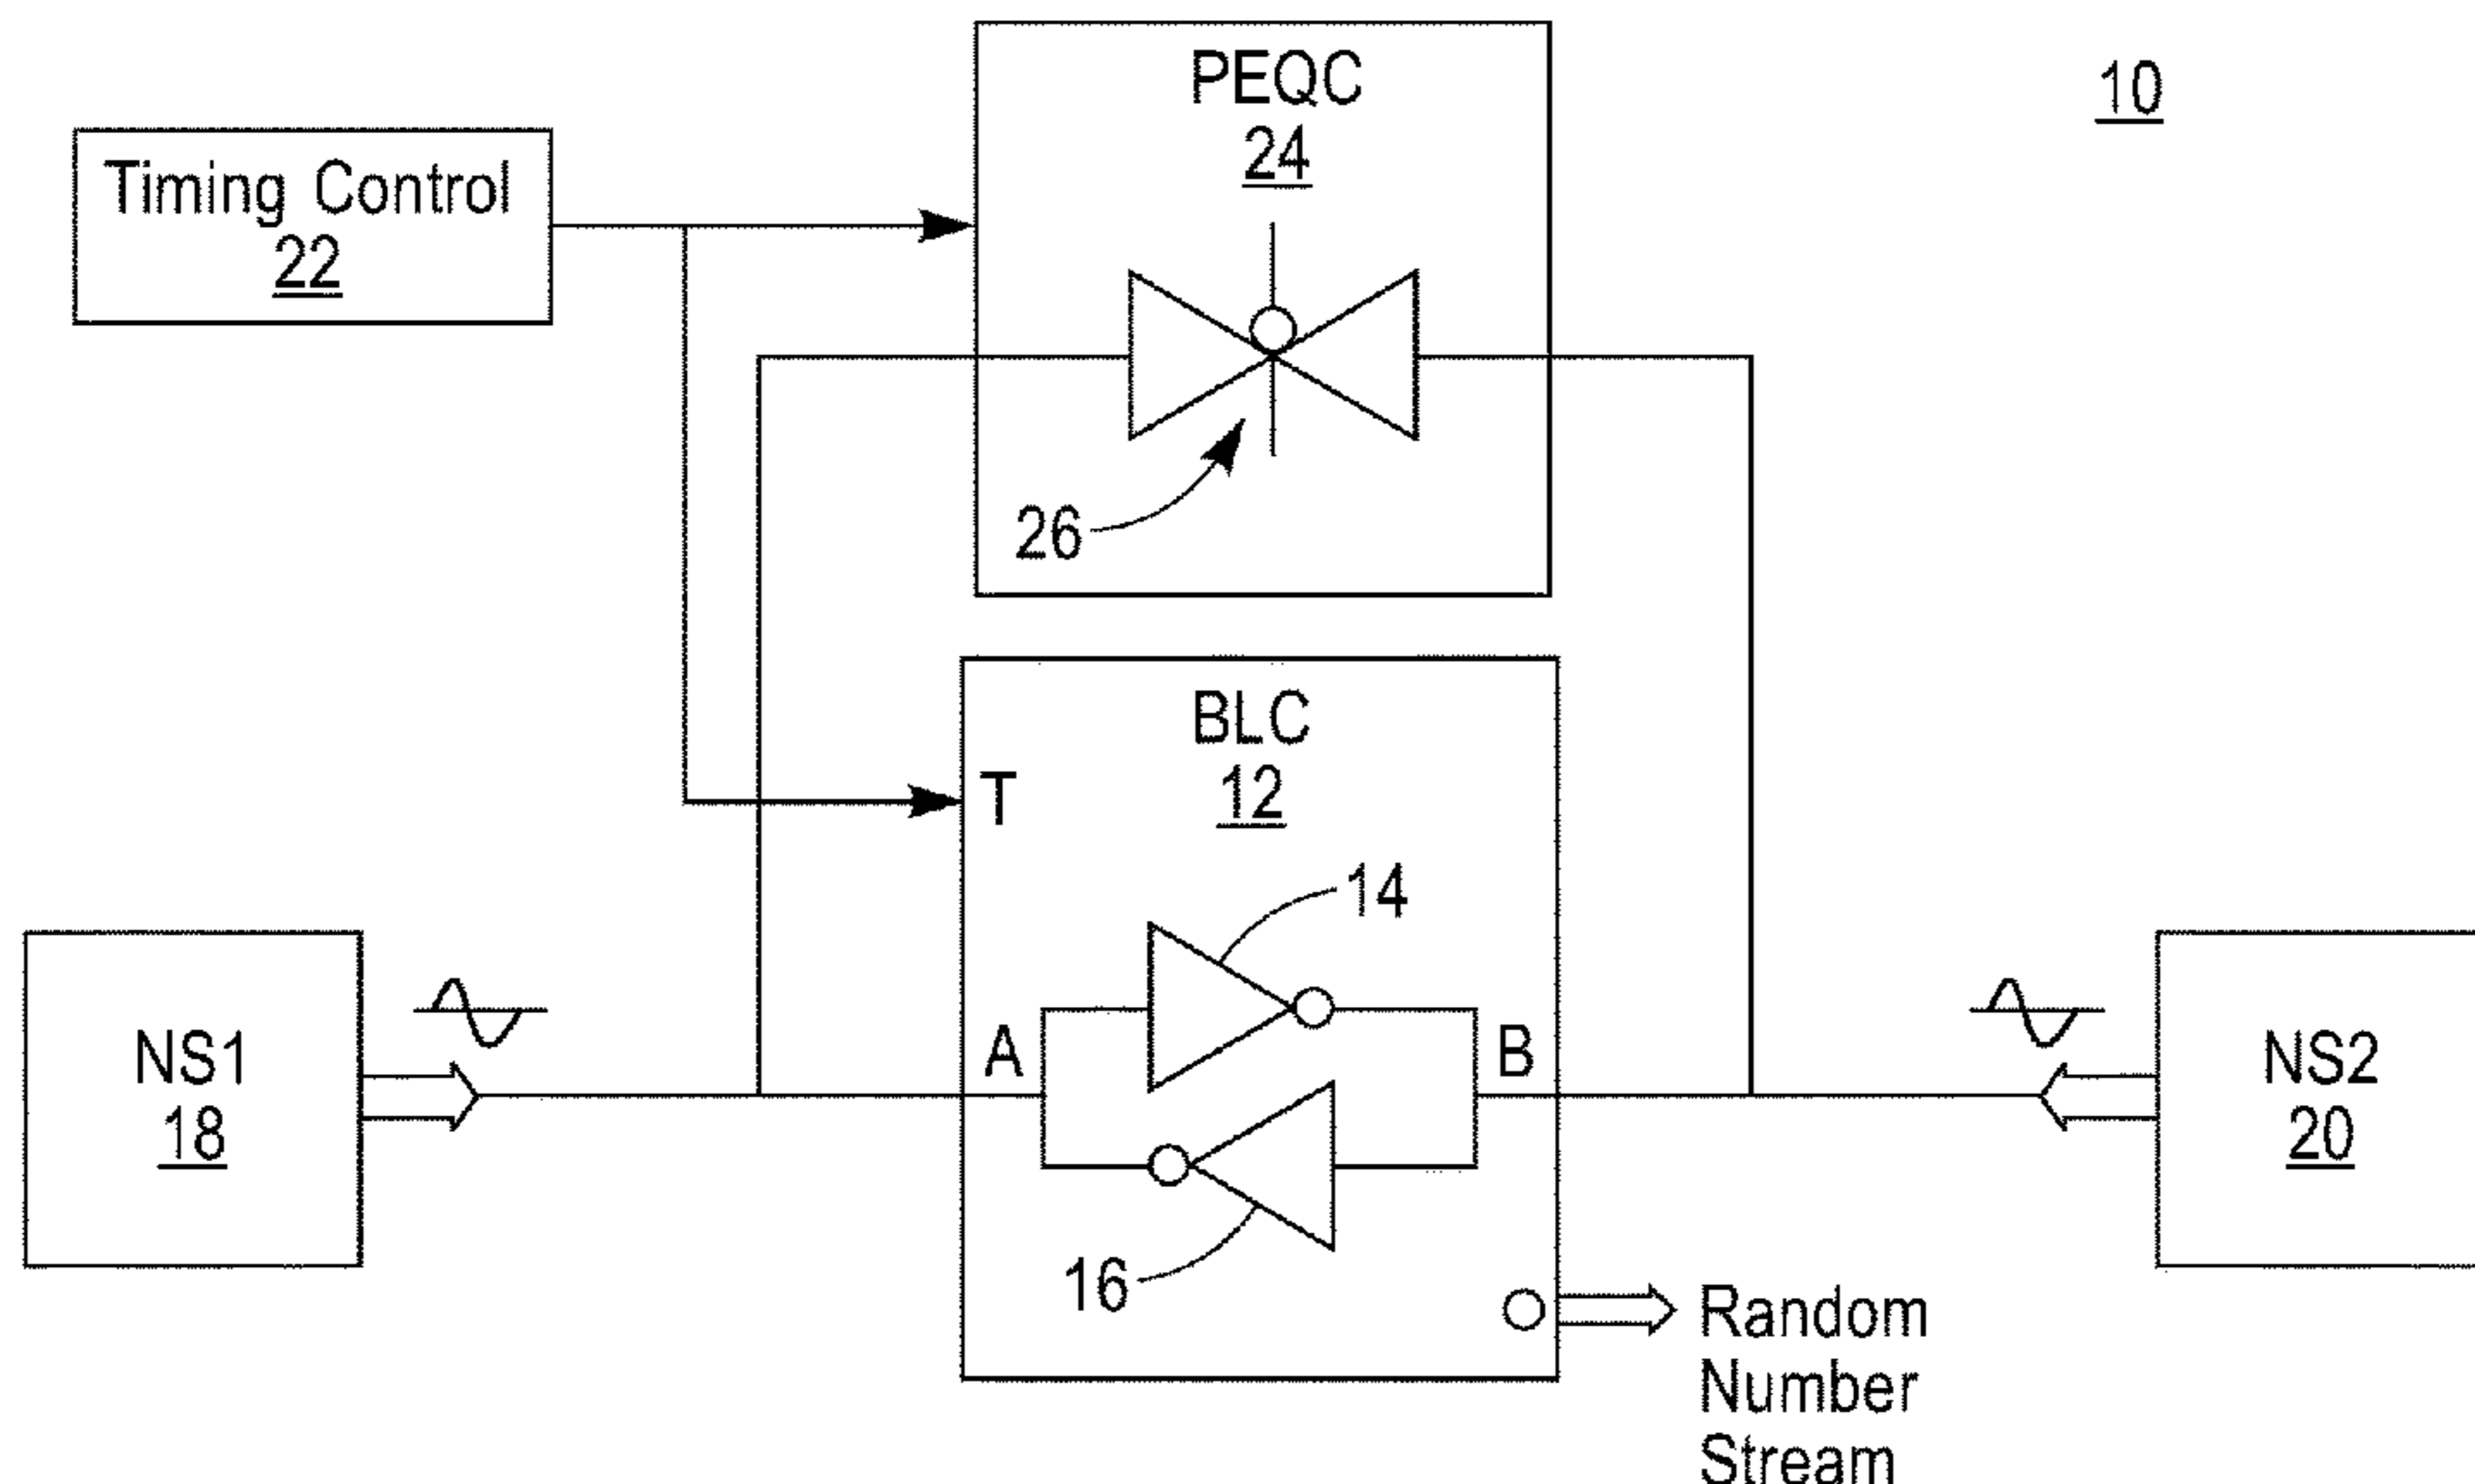 PEQC
24
10
Timing Control
22
26
BLC
12
T
14
A
B
NS1
18
NS2
20
16
O
Random
Number
Stream